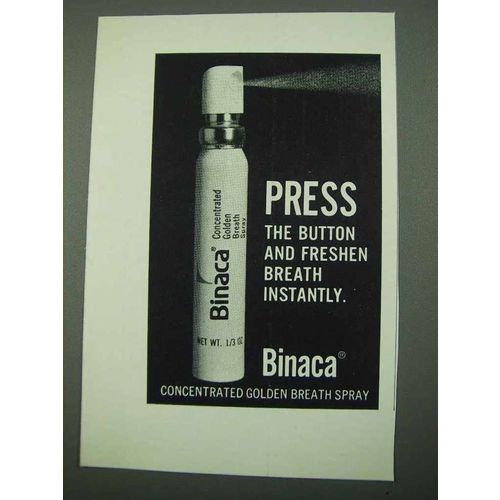 Binaca®
Concentrated
Golden
Breath
Spray
NET WT. 1/3 OZ
PRESS
THE BUTTON
AND FRESHEN
BREATH
INSTANTLY.
Binaca®
CONCENTRATED GOLDEN BREATH SPRAY